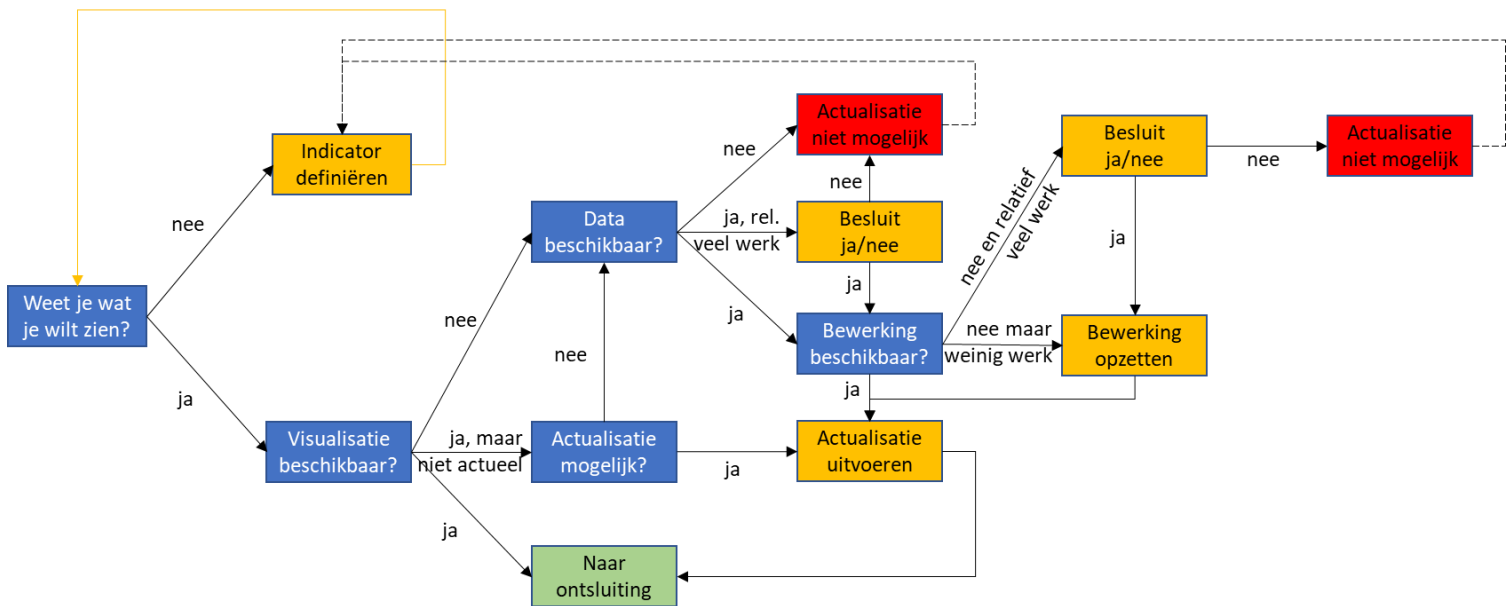 Weet je wat
je wilt zien?
nee
ja
Indicator
definiëren
Visualisatie
beschikbaar?
nee
ja, maar
niet actueel
ja
Data
beschikbaar?
nee
Actualisatie
mogelijk?
ja
Naar
ontsluiting
nee
ja, rel.
veel werk
ja
Actualisatie
niet mogelijk
nee
Besluit
ja/nee
ja
Bewerking
beschikbaar?
ja
Actualisatie
uitvoeren
nee en relatief
veel werk
nee maar
weinig werk
Besluit
ja/nee
nee
ja
Bewerking
opzetten
Actualisatie
niet mogelijk